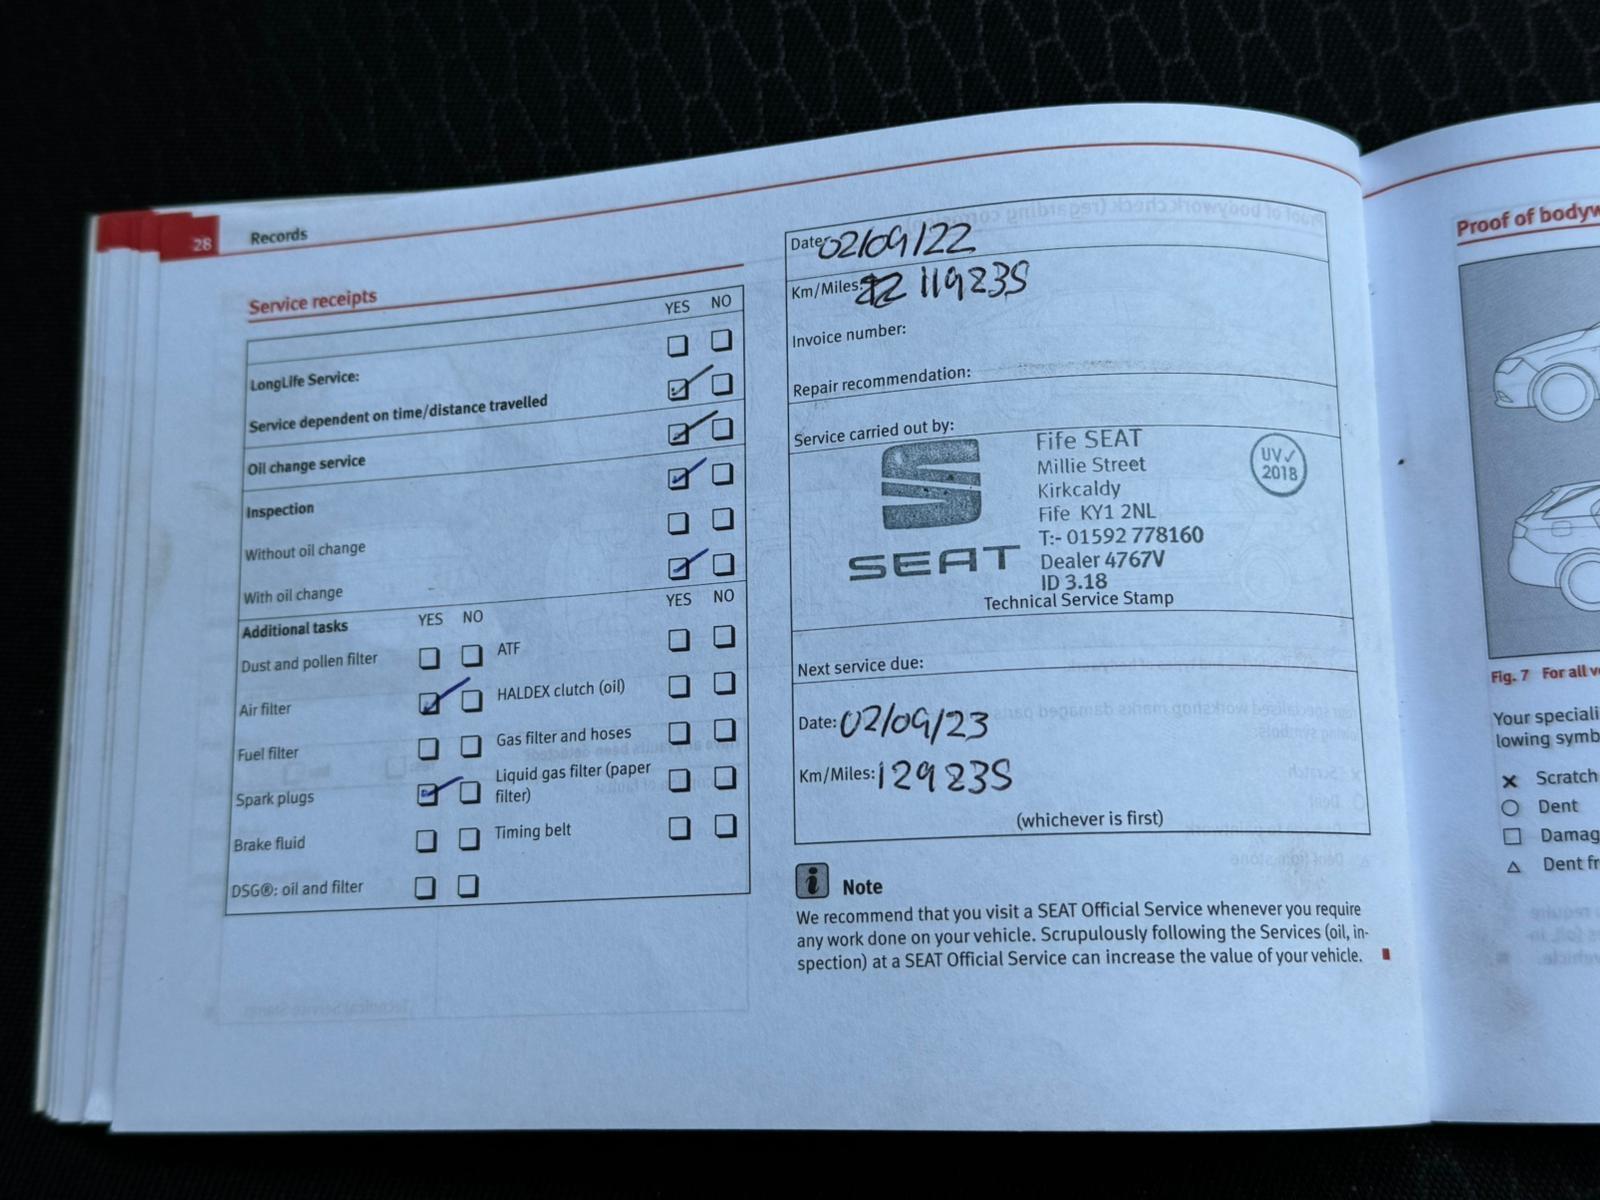 28 Records
Service receipts
YES NO
LongLife Service:
Service dependent on time/distance travelled
Oil change service
Inspection
Without oil change
With oil change
YES NO
Additional tasks YES NO
Dust and pollen filter
Air filter
Fuel filter
Spark plugs
Brake fluid
DSG®: oil and filter
ATF
HALDEX clutch (oil)
Gas filter and hoses
Liquid gas filter (paper
filter)
Timing belt
Date: 02/09/22
Km/Miles: 119235
Invoice number:
Repair recommendation:
Service carried out by:
SEAT
Fife SEAT
Millie Street
Kirkcaldy
Fife KY1 2NL
T:- 01592 778160
Dealer 4767V
ID 3.18
UV✓
2018
Technical Service Stamp
Next service due:
Date: 02/09/23
Km/Miles: 129235
(whichever is first)
i Note
We recommend that you visit a SEAT Official Service whenever you require
any work done on your vehicle. Scrupulously following the Services (oil, in-
spection) at a SEAT Official Service can increase the value of your vehicle.
Proof of bodyw
Fig. 7 For all v
Your speciali
lowing symb
Scratch
Dent
Damag
Dent fr